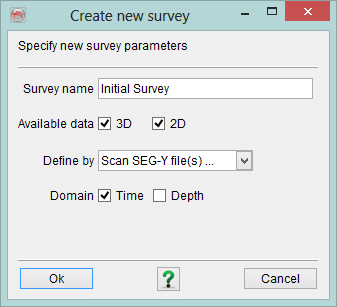 Create new survey
Specify new survey parameters
Survey name Initial Survey
Available data 3D 2D
Define by Scan SEG-Y file(s) ...
Domain Time Depth
Ok ? Cancel